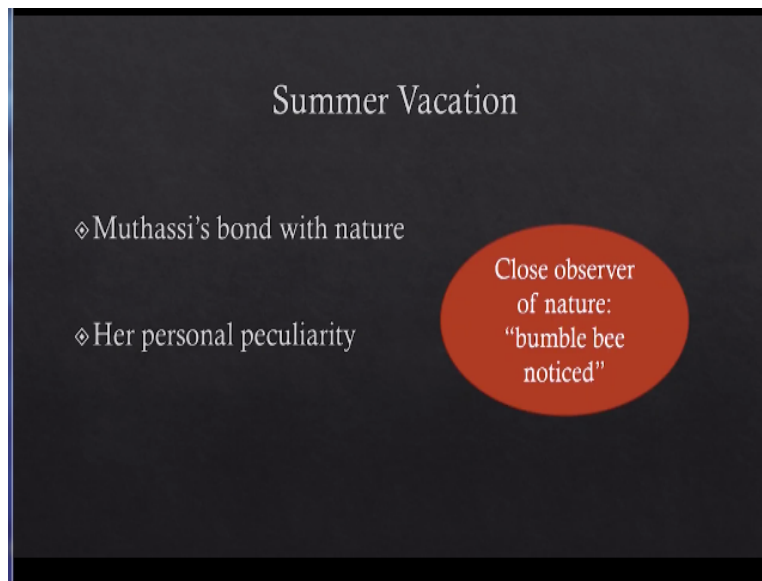 Summer Vacation
Muthassi's bond with nature
Her personal peculiarity
Close observer
of nature:
“bumble bee
noticed”